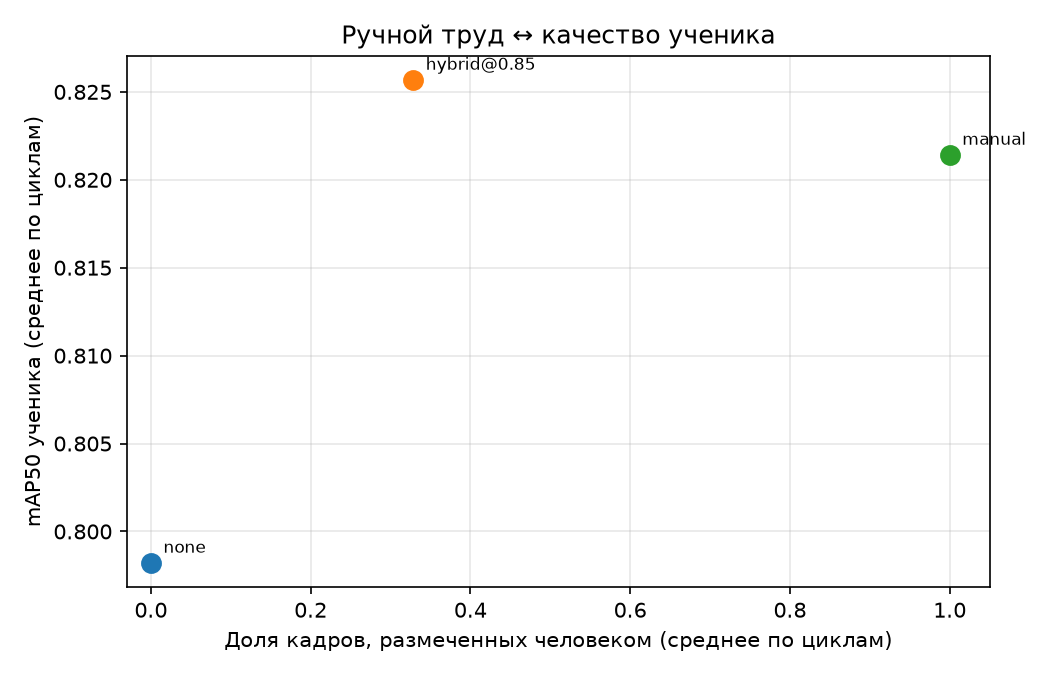 Ручной труд ↔ качество ученика
hybrid@0.85
manual
none
mAP50 ученика (среднее по циклам)
0.825
0.820
0.815
0.810
0.805
0.800
0.0 0.2 0.4 0.6 0.8 1.0
Доля кадров, размеченных человеком (среднее по циклам)